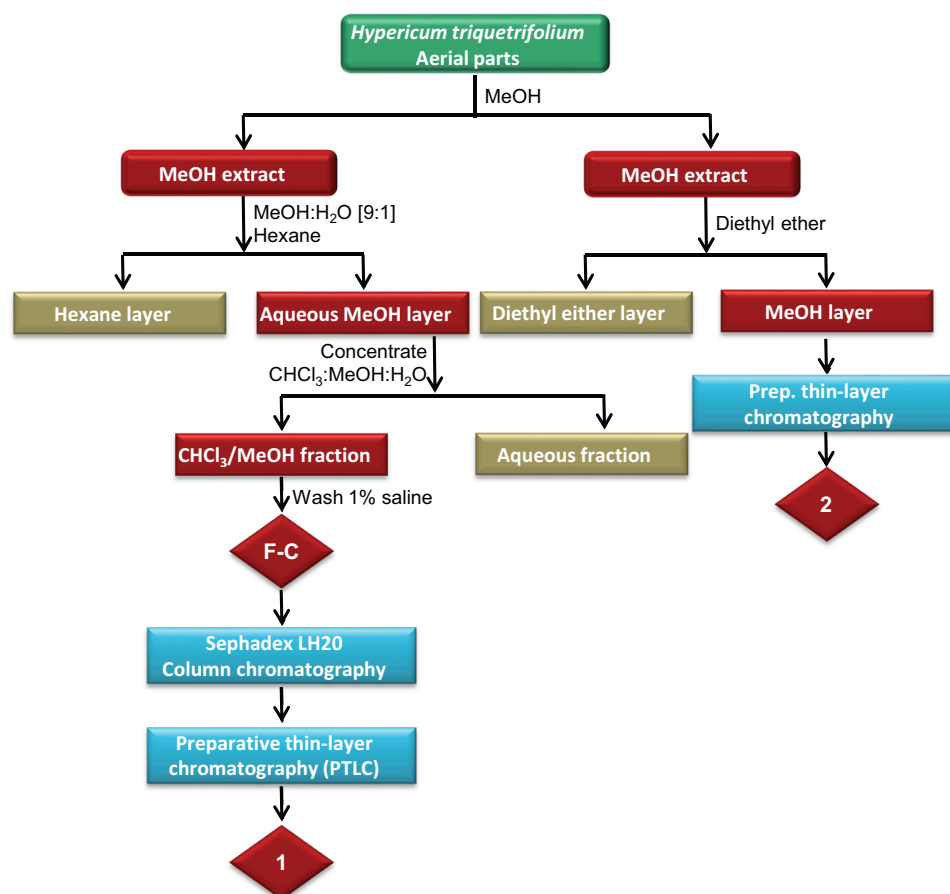 Hypericum triquetrifolium
Aerial parts
MeOH
MeOH extract
MeOH extract
MeOH:H₂O [9:1]
Hexane
Diethyl ether
Hexane layer
Aqueous MeOH layer
Diethyl either layer
MeOH layer
Concentrate
CHCl₃:MeOH:H₂O
Prep. thin-layer
chromatography
CHCl₃/MeOH fraction
Aqueous fraction
Wash 1% saline
2
F-C
Sephadex LH20
Column chromatography
Preparative thin-layer
chromatography (PTLC)
1